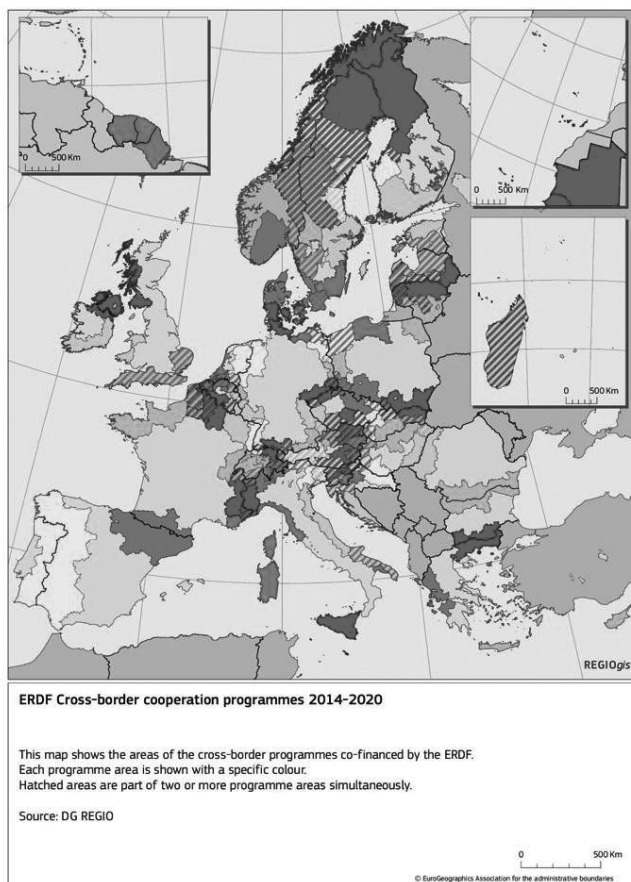 0 500 Km
0 500 Km
0 500 Km
REGIOgis
ERDF Cross-border cooperation programmes 2014-2020
This map shows the areas of the cross-border programmes co-financed by the ERDF.
Each programme area is shown with a specific colour.
Hatched areas are part of two or more programme areas simultaneously.
Source: DG REGIO
0 500 Km
© EuroGeographics Association for the administrative boundaries